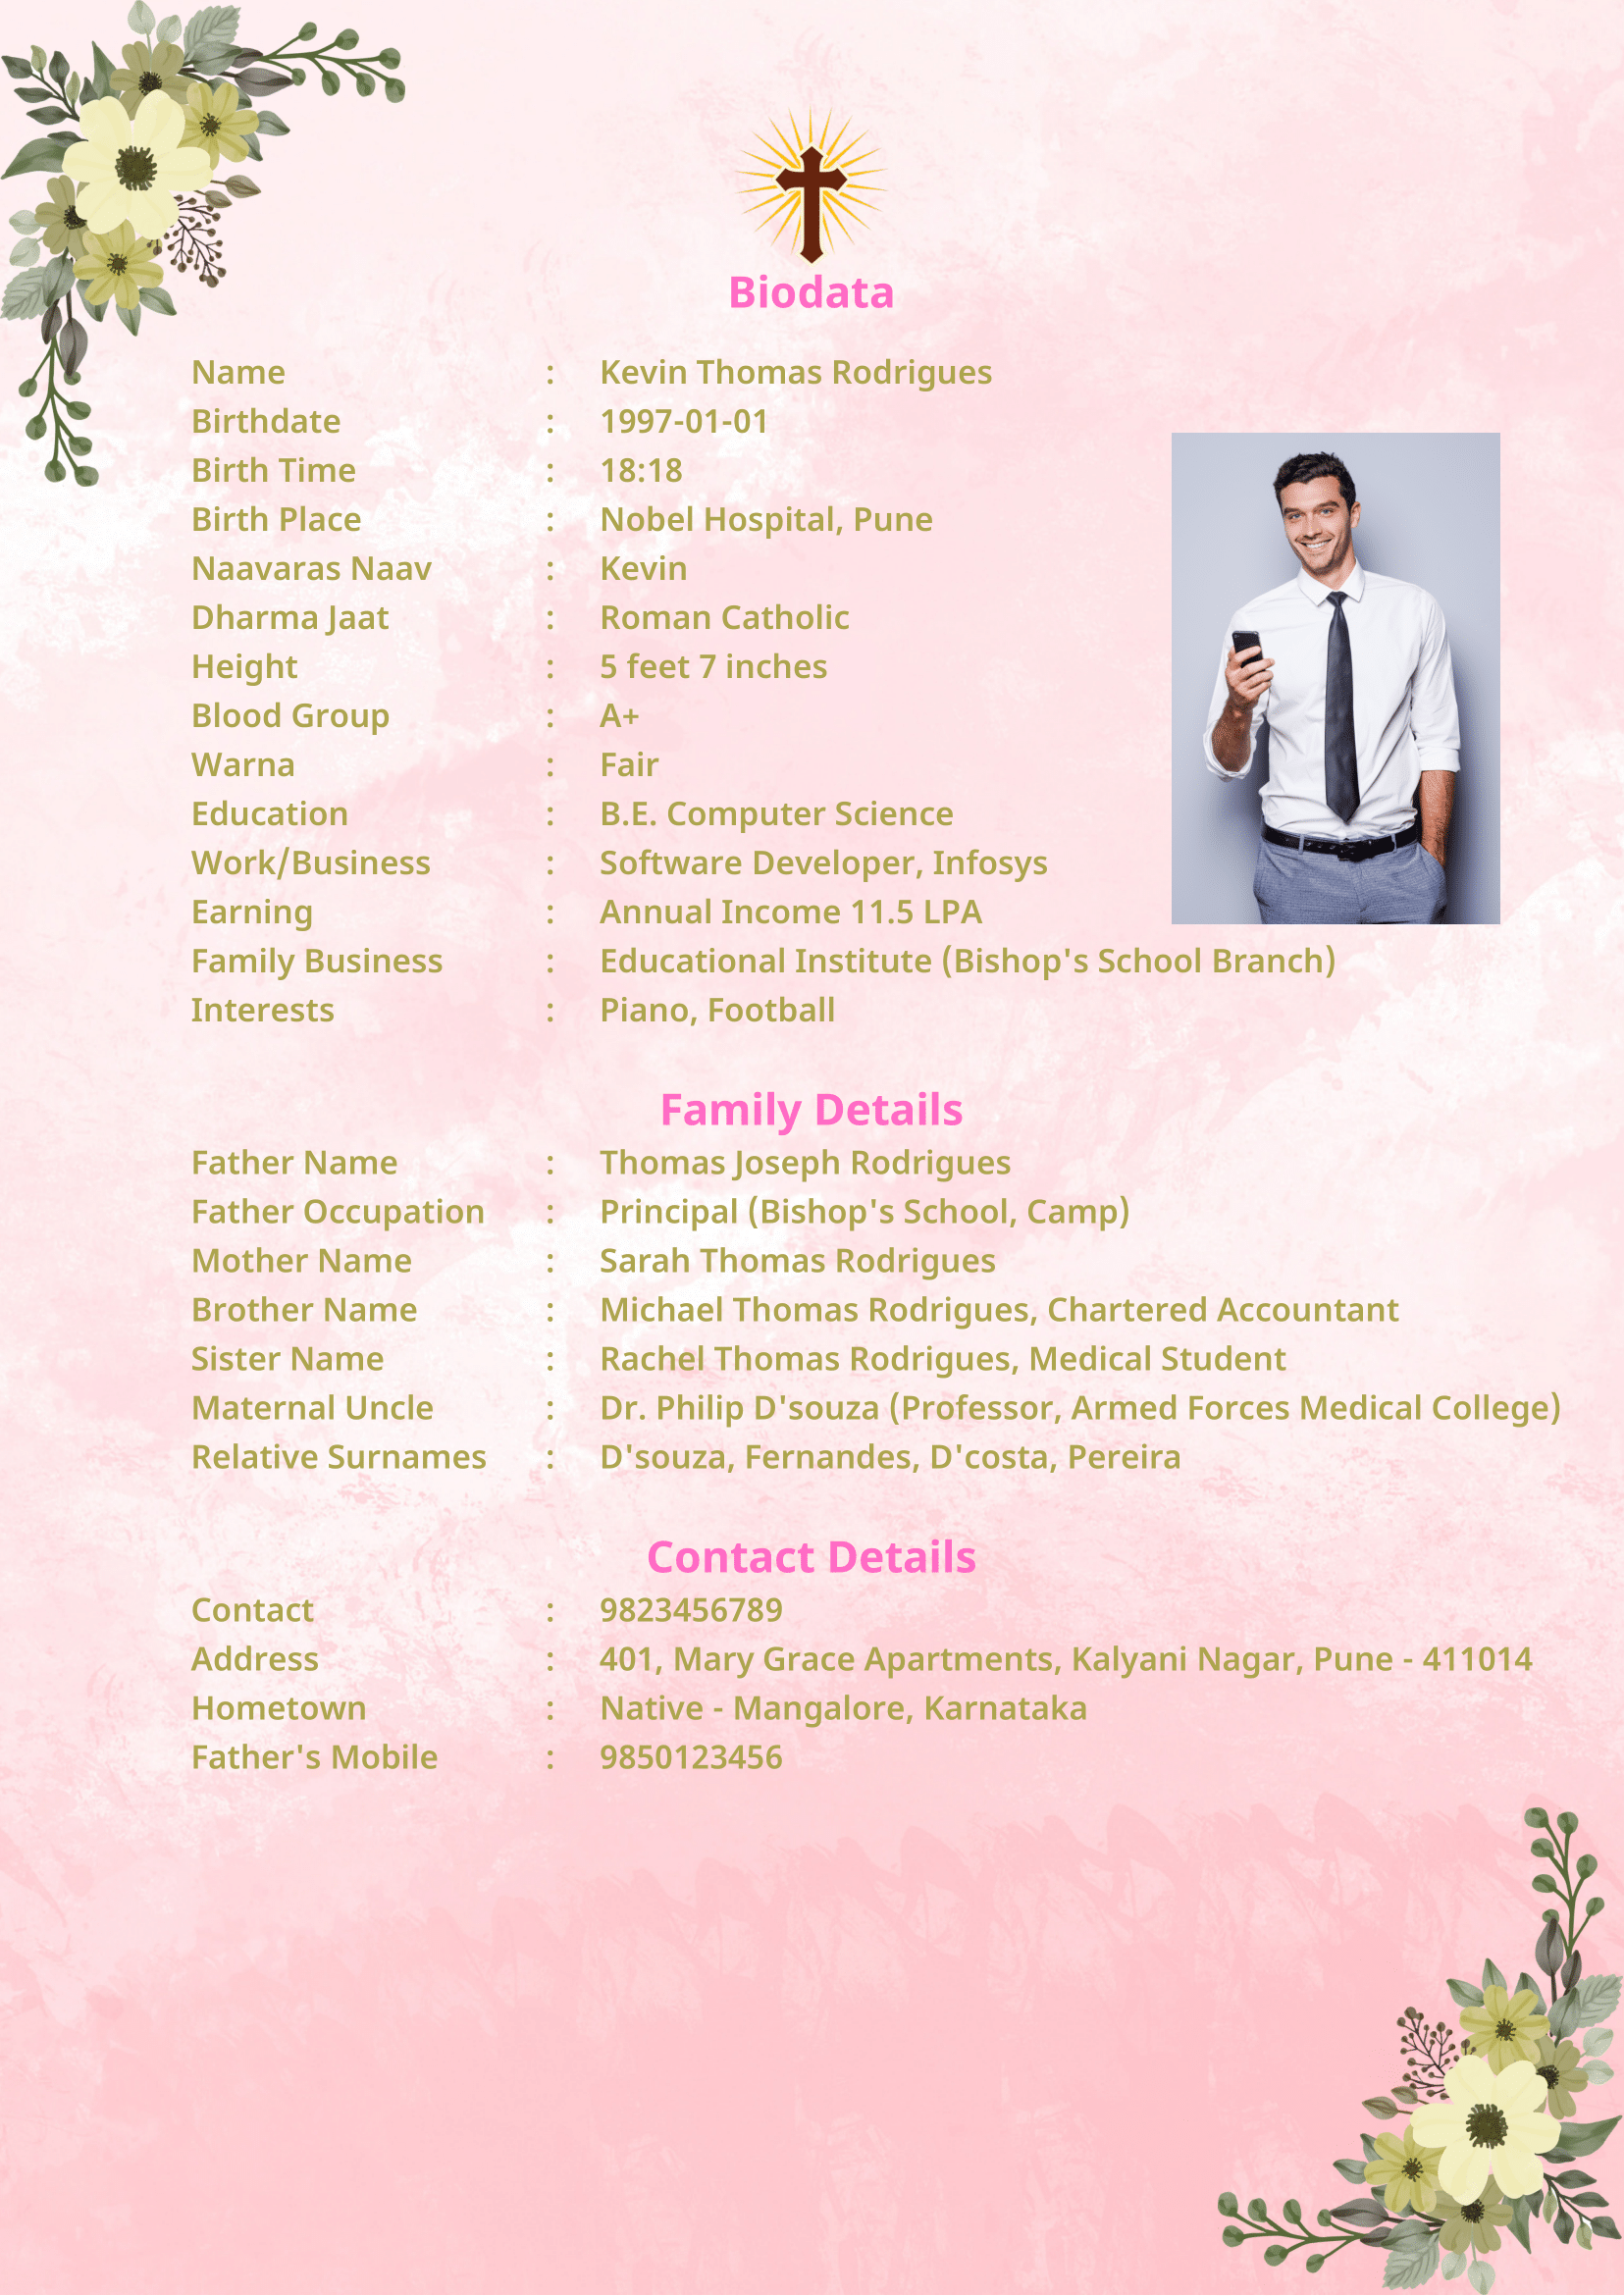 Biodata
Name : Kevin Thomas Rodrigues
Birthdate : 1997-01-01
Birth Time : 18:18
Birth Place : Nobel Hospital, Pune
Naavaras Naav : Kevin
Dharma Jaat : Roman Catholic
Height : 5 feet 7 inches
Blood Group : A+
Warna : Fair
Education : B.E. Computer Science
Work/Business : Software Developer, Infosys
Earning : Annual Income 11.5 LPA
Family Business : Educational Institute (Bishop's School Branch)
Interests : Piano, Football
Family Details
Father Name : Thomas Joseph Rodrigues
Father Occupation : Principal (Bishop's School, Camp)
Mother Name : Sarah Thomas Rodrigues
Brother Name : Michael Thomas Rodrigues, Chartered Accountant
Sister Name : Rachel Thomas Rodrigues, Medical Student
Maternal Uncle : Dr. Philip D'souza (Professor, Armed Forces Medical College)
Relative Surnames : D'souza, Fernandes, D'costa, Pereira
Contact Details
Contact : 9823456789
Address : 401, Mary Grace Apartments, Kalyani Nagar, Pune - 411014
Hometown : Native - Mangalore, Karnataka
Father's Mobile : 9850123456